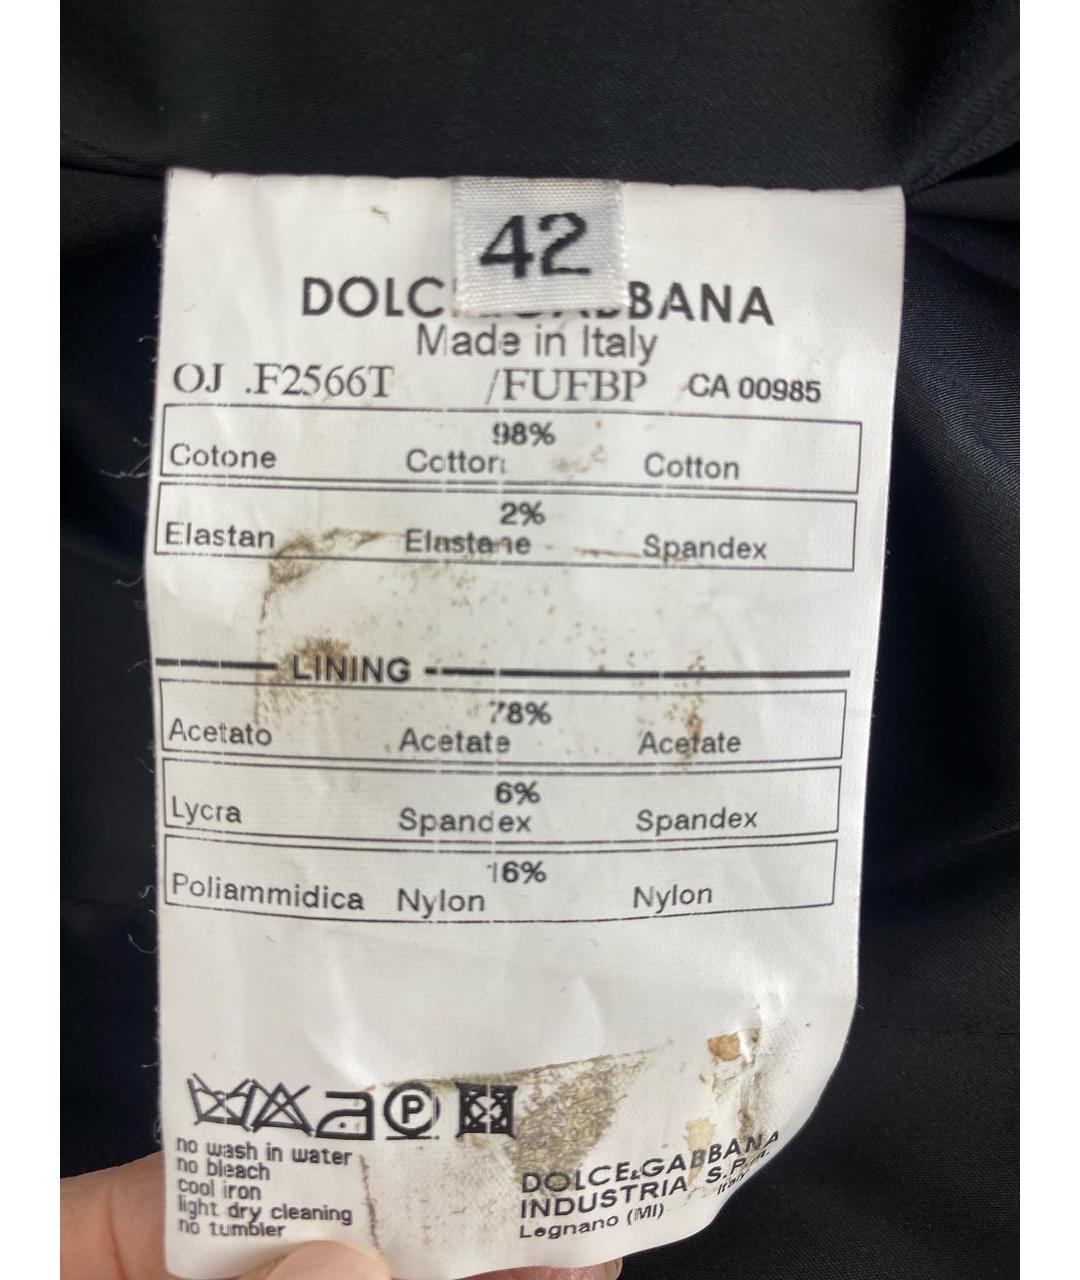 42
DOLCE&GABBANA
Made in Italy
OJ .F2566T /FUFBP CA 00985
98%
Cotone Cotton Cotton
2%
Elastan Elastane Spandex
LINING
78%
Acetato Acetate Acetate
6%
Lycra Spandex Spandex
16%
Poliammidica Nylon Nylon
P
no wash in water
no bleach
cool iron
light dry cleaning
no tumbler
DOLCE&GABBANA
INDUSTRIA S.P.A.
Legnano (MI) Italy